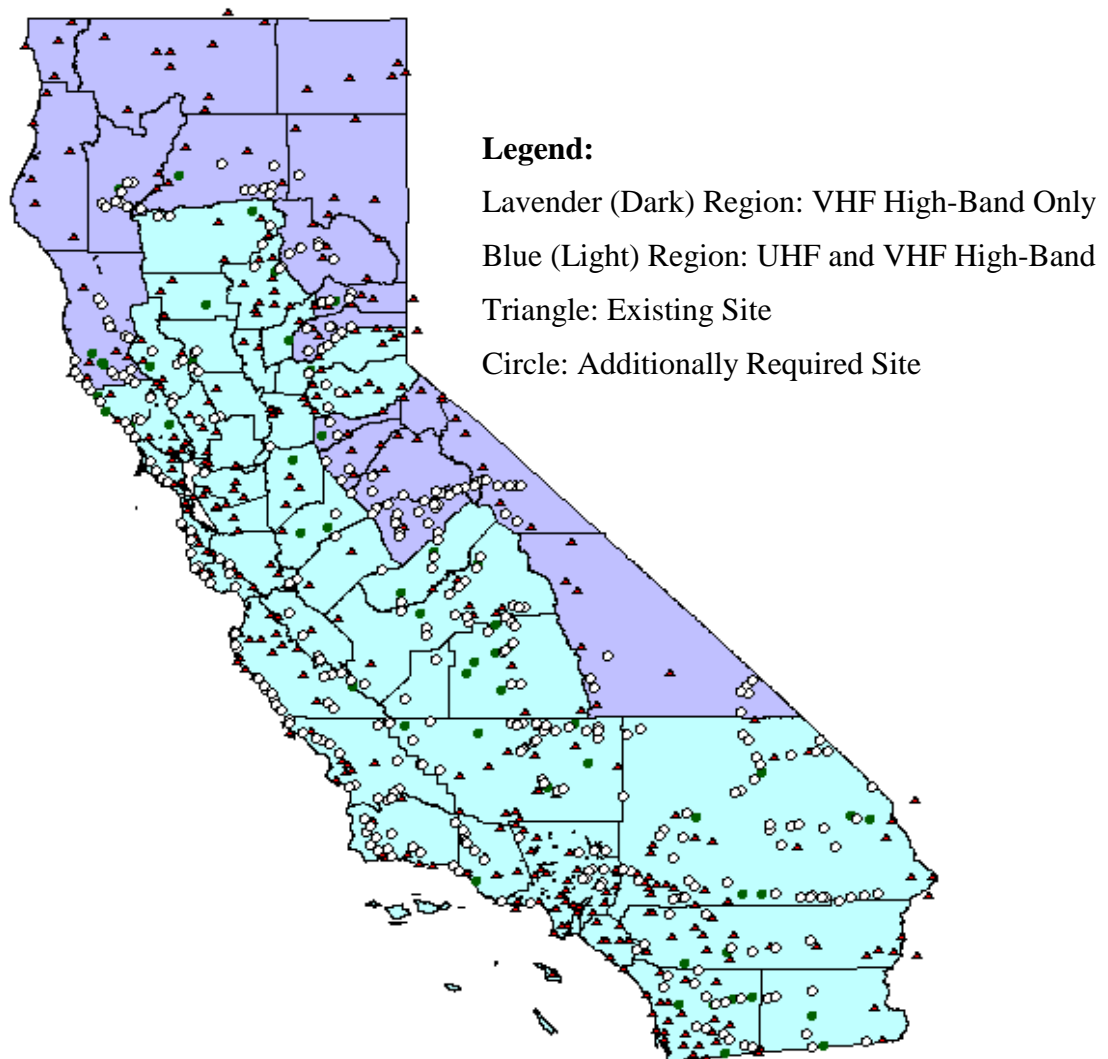 Legend:
Lavender (Dark) Region: VHF High-Band Only
Blue (Light) Region: UHF and VHF High-Band
Triangle: Existing Site
Circle: Additionally Required Site